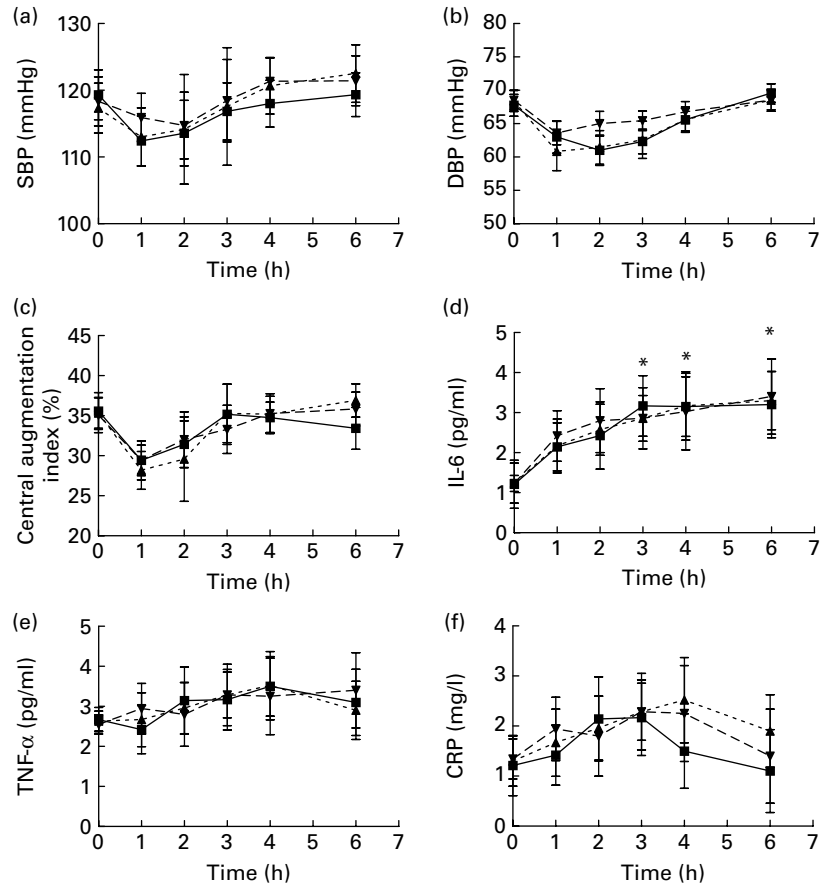 (a)
130
120
110
100
SBP (mmHg)
0 1 2 3 4 5 6 7
Time (h)
(b)
80
75
70
65
60
55
50
DBP (mmHg)
0 1 2 3 4 5 6 7
Time (h)
(c)
45
40
35
30
25
20
Central augmentation
index (%)
0 1 2 3 4 5 6 7
Time (h)
(d)
5
4
3
2
1
0
IL-6 (pg/ml)
* * *
0 1 2 3 4 5 6 7
Time (h)
(e)
5
4
3
2
1
0
TNF-α (pg/ml)
0 1 2 3 4 5 6 7
Time (h)
(f)
4
3
2
1
0
CRP (mg/l)
0 1 2 3 4 5 6 7
Time (h)